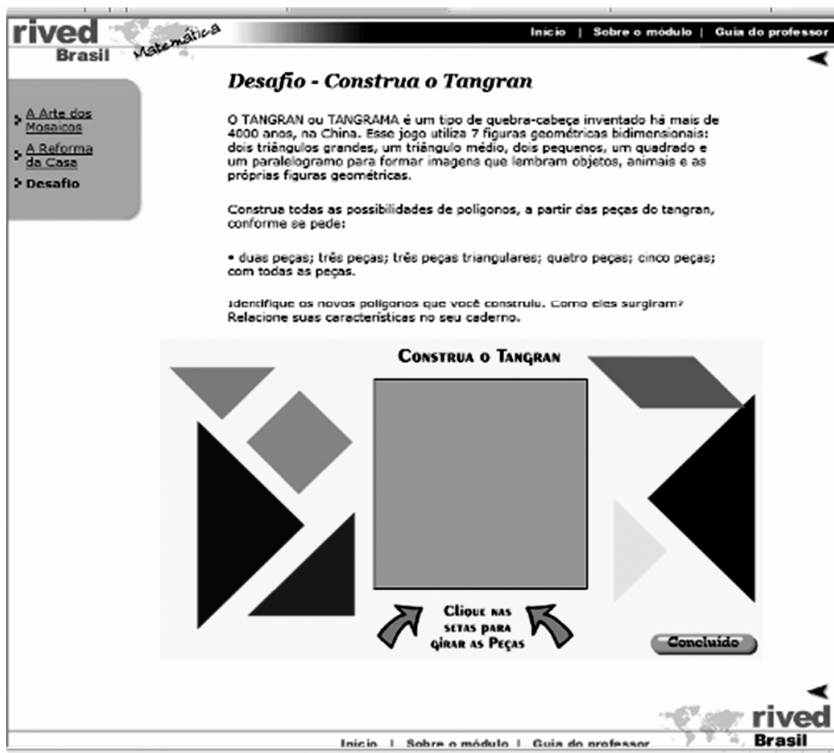 rived
Brasil
Matemática
Início | Sobre o módulo | Guia do professor
A Arte dos
Mosaicos
A Reforma
da Casa
Desafio
Desafio - Construa o Tangran
O TANGRAN ou TANGRAMA é um tipo de quebra-cabeça inventado há mais de
4000 anos, na China. Esse jogo utiliza 7 figuras geométricas bidimensionais:
dois triângulos grandes, um triângulo médio, dois pequenos, um quadrado e
um paralelogramo para formar imagens que lembram objetos, animais e as
próprias figuras geométricas.
Construa todas as possibilidades de polígonos, a partir das peças do tangran,
conforme se pede:
• duas peças; três peças; três peças triangulares; quatro peças; cinco peças;
com todas as peças.
Identifique os novos polígonos que você construiu. Como eles surgiram?
Relacione suas características no seu caderno.
CONSTRUA O TANGRAN
CLIQUE NAS
SETAS PARA
GIRAR AS PEÇAS
Concluído
rived
Brasil
Início | Sobre o módulo | Guia do professor